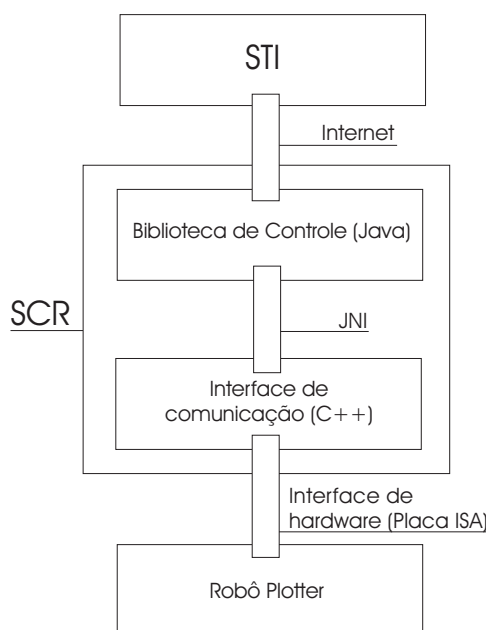 STI
Internet
Biblioteca de Controle (Java)
SCR
JNI
Interface de
comunicação (C++)
Interface de
hardware (Placa ISA)
Robô Plotter